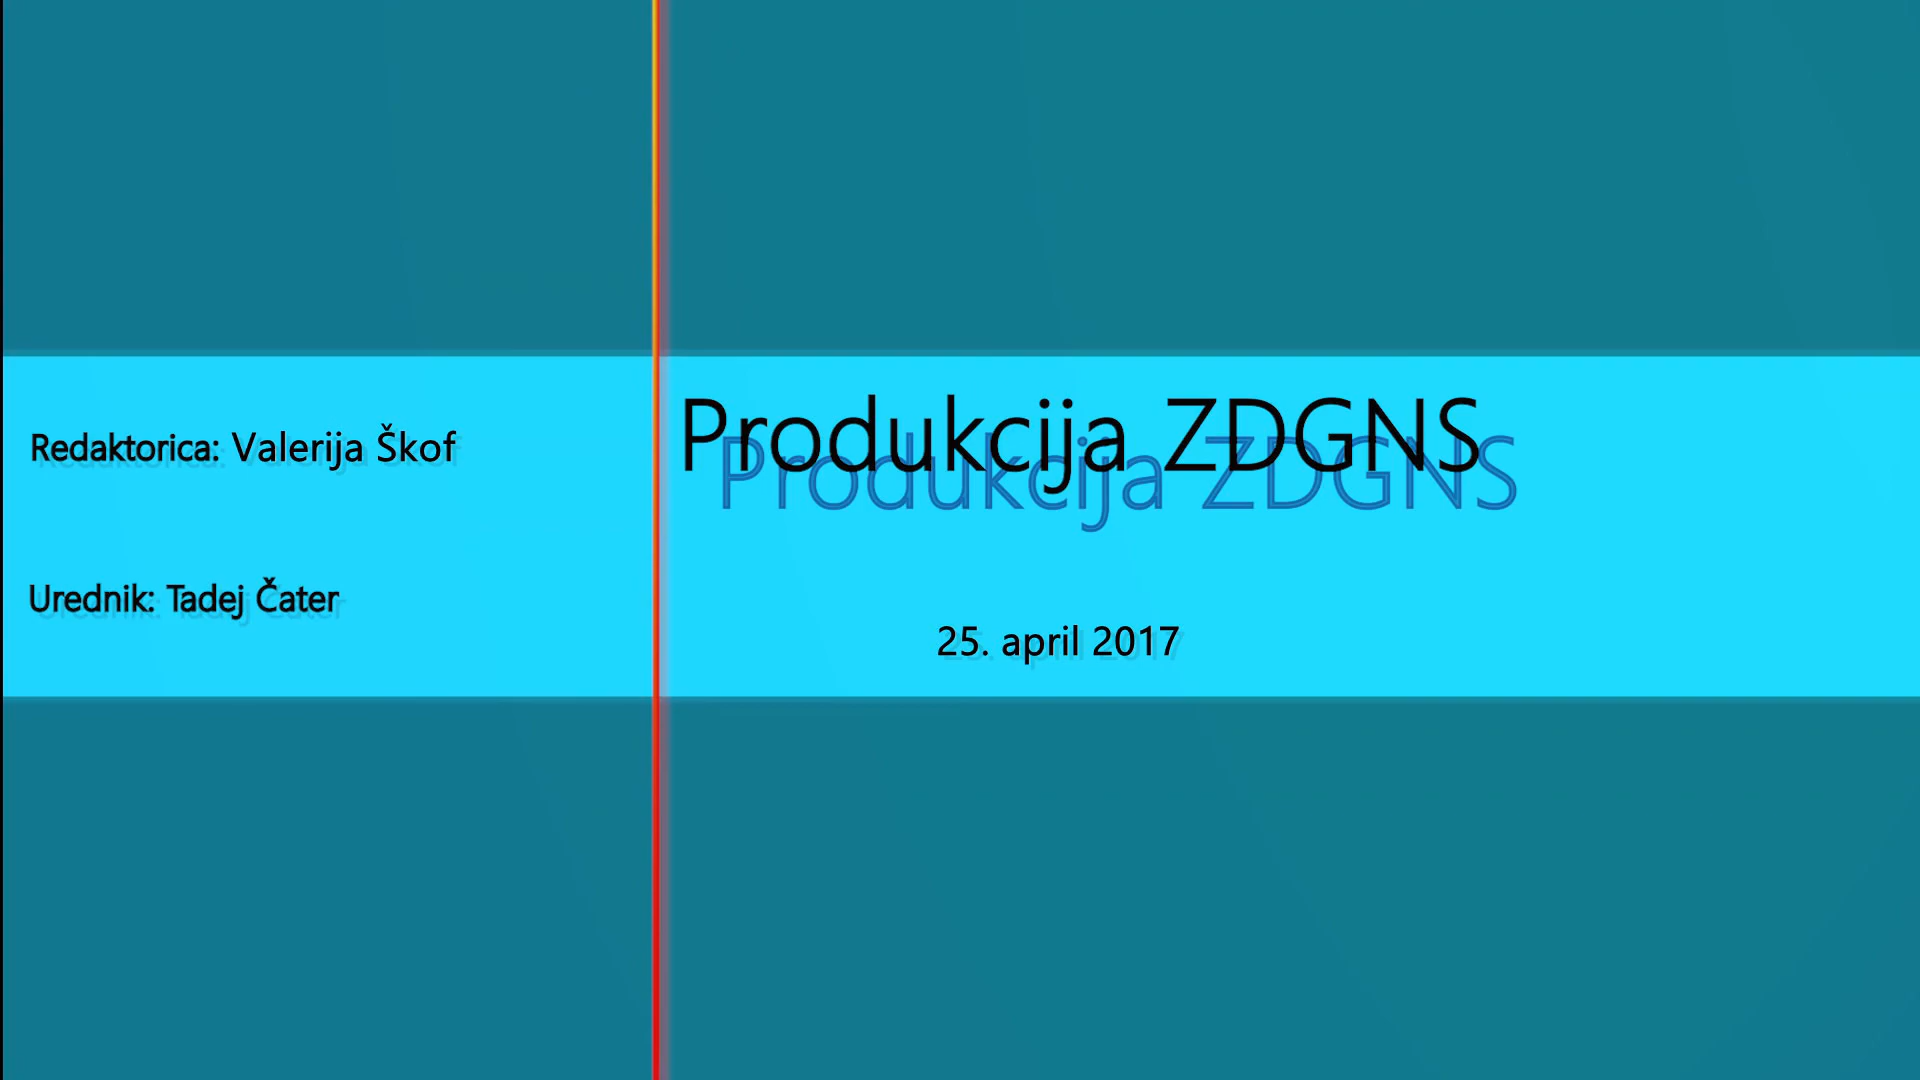 Redaktorica: Valerija Škof
Urednik: Tadej Čater
Produkcija ZDGNS
25. april 2017